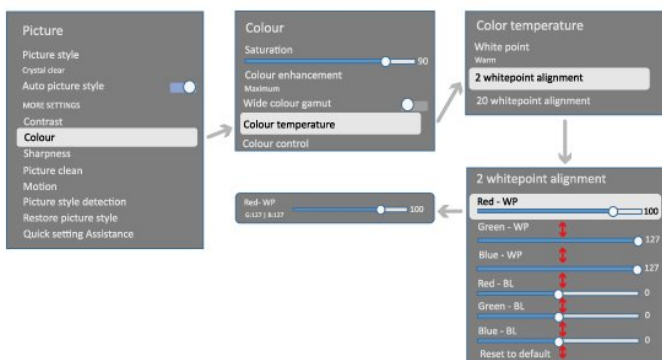 Picture
Picture style
Crystal clear
Auto picture style
MORE SETTINGS
Contrast
Colour
Sharpness
Picture clean
Motion
Picture style detection
Restore picture style
Quick setting Assistance
Colour
Saturation
90
Colour enhancement
Maximum
Wide colour gamut
Colour temperature
Colour control
Color temperature
White point
Warm
2 whitepoint alignment
20 whitepoint alignment
2 whitepoint alignment
Red - WP
100
Green - WP
127
Blue - WP
127
Red - BL
0
Green - BL
0
Blue - BL
0
Reset to default
Red- WP
G:127 | B:127
100